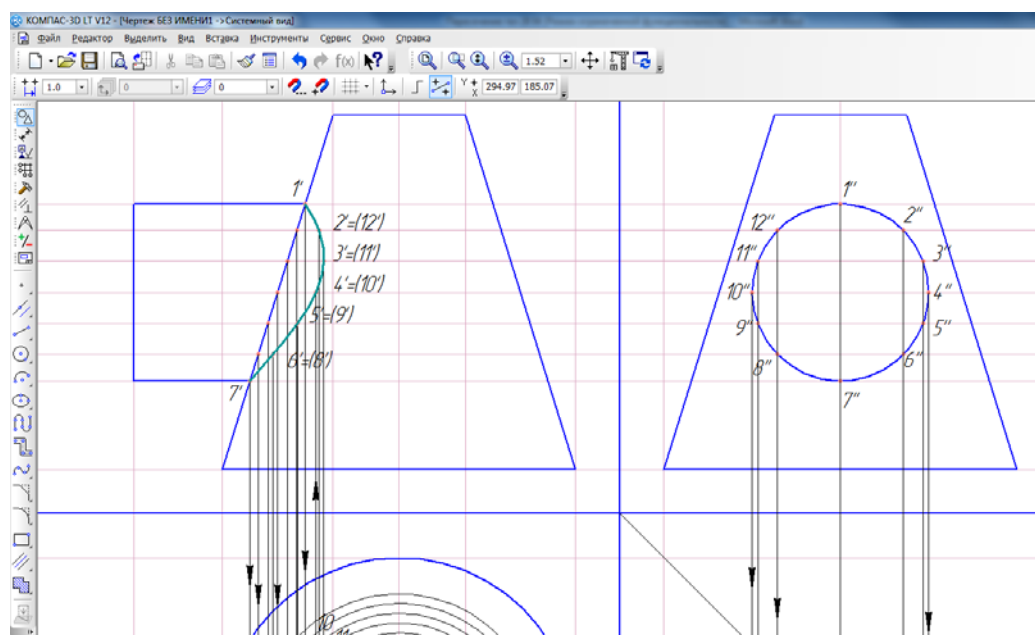 КОМПАС-3D LT V12 - [Чертеж БЕЗ ИМЕНИ1 ->Системный вид]
Файл Редактор Выделить Вид Вставка Инструменты Сервис Окно Справка
f(x) 1.52
1.0 0 0 Y X 294.97 185.07
1' 1"
2'=(12') 12" 2"
3'=(11') 11" 3"
4'=(10') 10" 4"
5'=(9') 9" 5"
6'=(8') 8" 6"
7' 7"
10
11